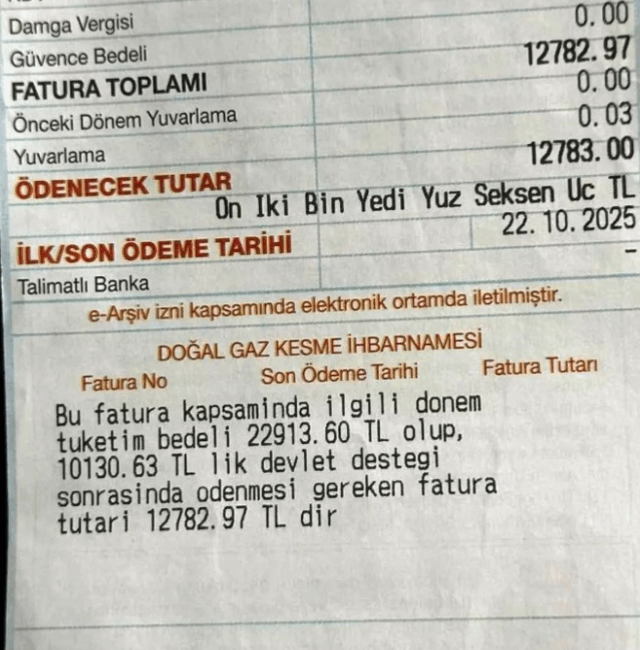 Damga Vergisi 0.00
Güvence Bedeli 12782.97
FATURA TOPLAMI 0.00
Önceki Dönem Yuvarlama 0.03
Yuvarlama 12783.00
ÖDENECEK TUTAR
On Iki Bin Yedi Yuz Seksen Uc TL
İLK/SON ÖDEME TARİHİ 22.10.2025
Talimatlı Banka -
e-Arşiv izni kapsamında elektronik ortamda iletilmiştir.
DOĞAL GAZ KESME İHBARNAMESİ
Fatura No Son Ödeme Tarihi Fatura Tutarı
Bu fatura kapsaminda ilgili donem
tuketim bedeli 22913.60 TL olup,
10130.63 TL lik devlet destegi
sonrasinda odenmesi gereken fatura
tutari 12782.97 TL dir